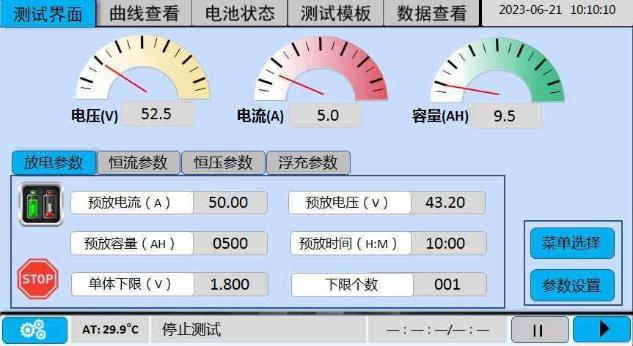 测试界面 曲线查看 电池状态 测试模板 数据查看 2023-06-21 10:10:10
电压(V) 52.5 电流(A) 5.0 容量(AH) 9.5
放电参数 恒流参数 恒压参数 浮充参数
预放电流(A) 50.00 预放电压(V) 43.20
预放容量(AH) 0500 预放时间(H:M) 10:00 菜单选择
STOP 单体下限(V) 1.800 下限个数 001 参数设置
AT: 29.9℃ 停止测试 — : — : —/— : —